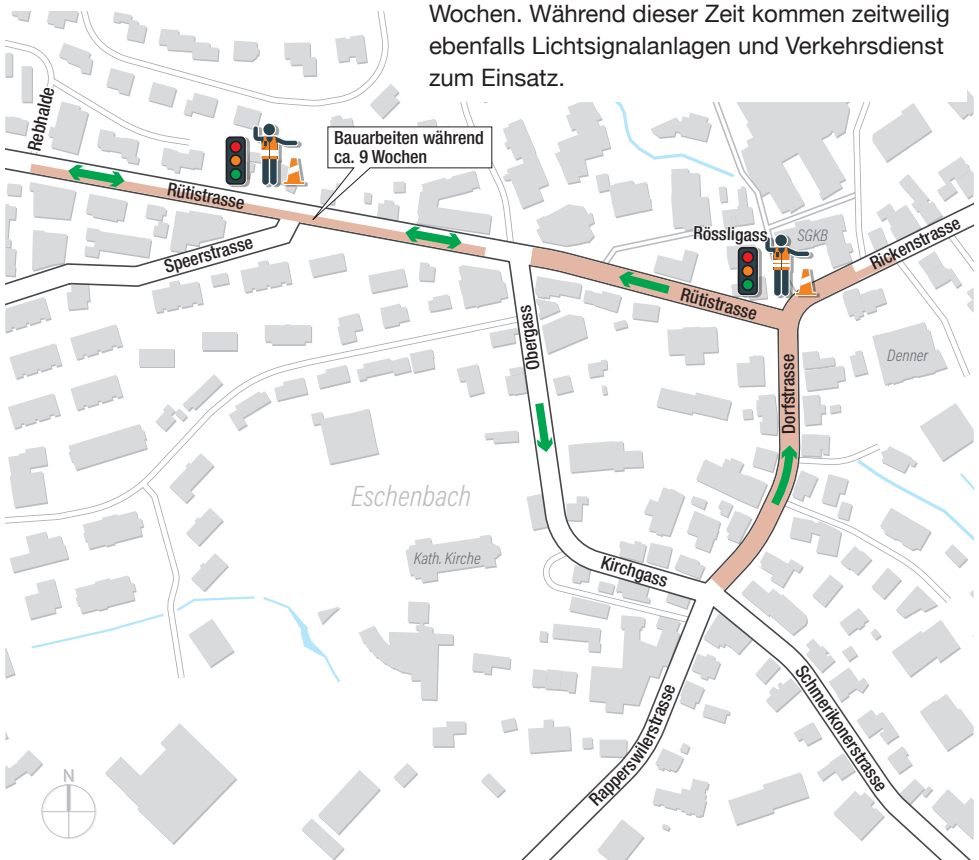 Wochen. Während dieser Zeit kommen zeitweilig
ebenfalls Lichtsignalanlagen und Verkehrsdienst
zum Einsatz.
Rebhalde
Bauarbeiten während
ca. 9 Wochen
Rütistrasse
Speerstrasse
Rössligass
SGKB
Rickenstrasse
Rütistrasse
Obergass
Denner
Dorfstrasse
Eschenbach
Kath. Kirche
Kirchgass
Rapperswilerstrasse
Schmerikonerstrasse
N